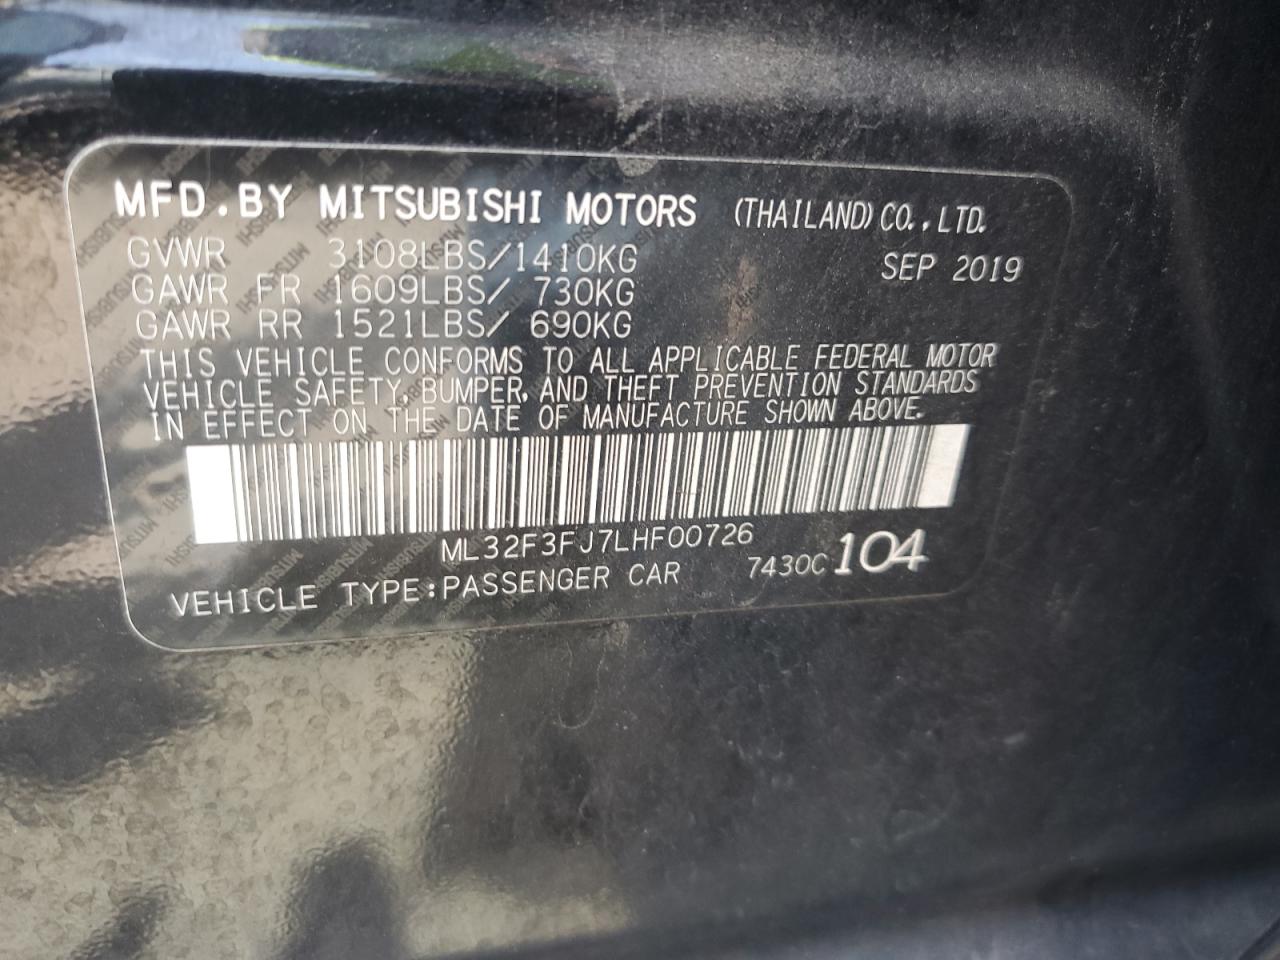 MFD.BY MITSUBISHI MOTORS (THAILAND) CO.,LTD.
GVWR 3108LBS/1410KG SEP 2019
GAWR FR 1609LBS/ 730KG
GAWR RR 1521LBS/ 690KG
THIS VEHICLE CONFORMS TO ALL APPLICABLE FEDERAL MOTOR
VEHICLE SAFETY, BUMPER, AND THEFT PREVENTION STANDARDS
IN EFFECT ON THE DATE OF MANUFACTURE SHOWN ABOVE.
ML32F3FJ7LHF00726
VEHICLE TYPE:PASSENGER CAR 7430C 104